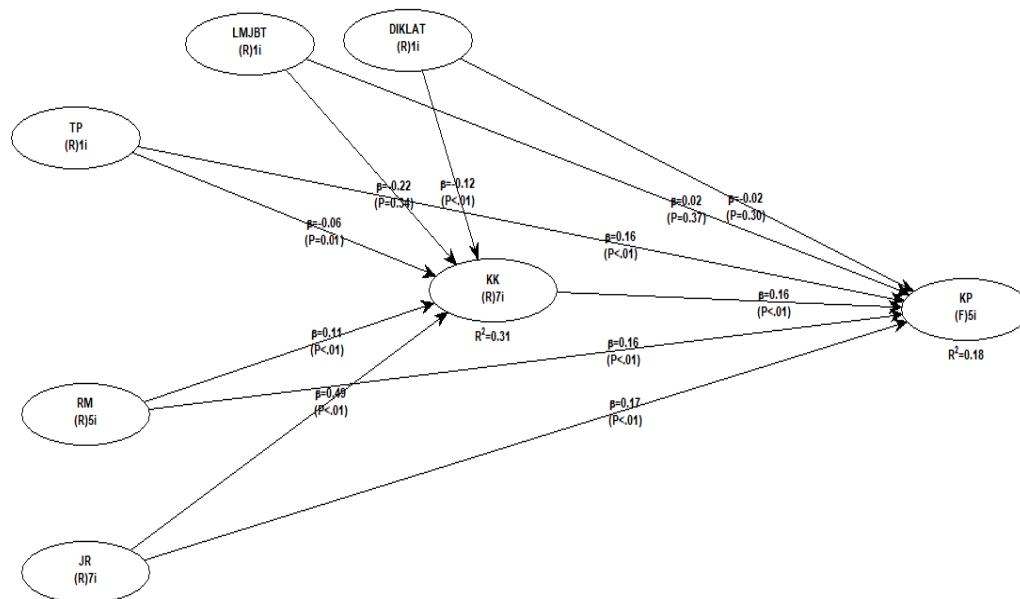 LMJBT
(R)1i
DIKLAT
(R)1i
TP
(R)1i
β=-0.22
(P=0.34)
β=-0.12
(P<.01)
β=0.02
(P=0.37)
β=-0.02
(P=0.30)
β=-0.06
(P=0.01)
β=0.16
(P<.01)
KK
(R)7i
R²=0.31
β=0.16
(P<.01)
KP
(F)5i
R²=0.18
β=0.11
(P<.01)
β=0.16
(P<.01)
RM
(R)5i
β=0.49
(P<.01)
β=0.17
(P<.01)
JR
(R)7i